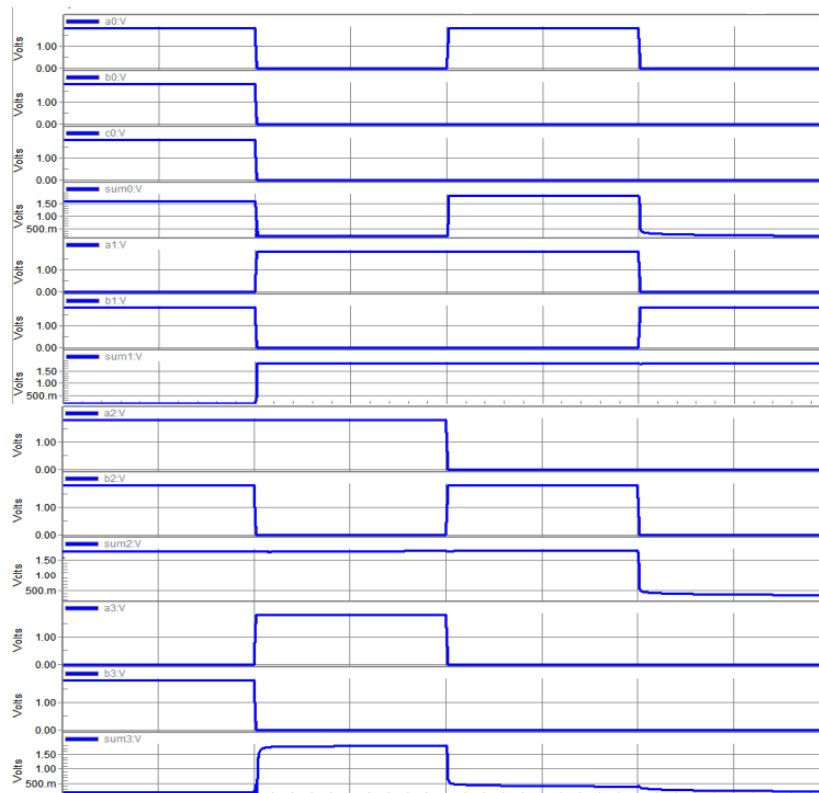 a0:V
Volts
1.00
0.00
b0:V
Volts
1.00
0.00
c0:V
Volts
1.00
0.00
sum0:V
Volts
1.50
1.00
500.m
a1:V
Volts
1.00
0.00
b1:V
Volts
1.00
0.00
sum1:V
Volts
1.50
1.00
500.m
a2:V
Volts
1.00
0.00
b2:V
Volts
1.00
0.00
sum2:V
Volts
1.50
1.00
500.m
a3:V
Volts
1.00
0.00
b3:V
Volts
1.00
0.00
sum3:V
Volts
1.50
1.00
500.m